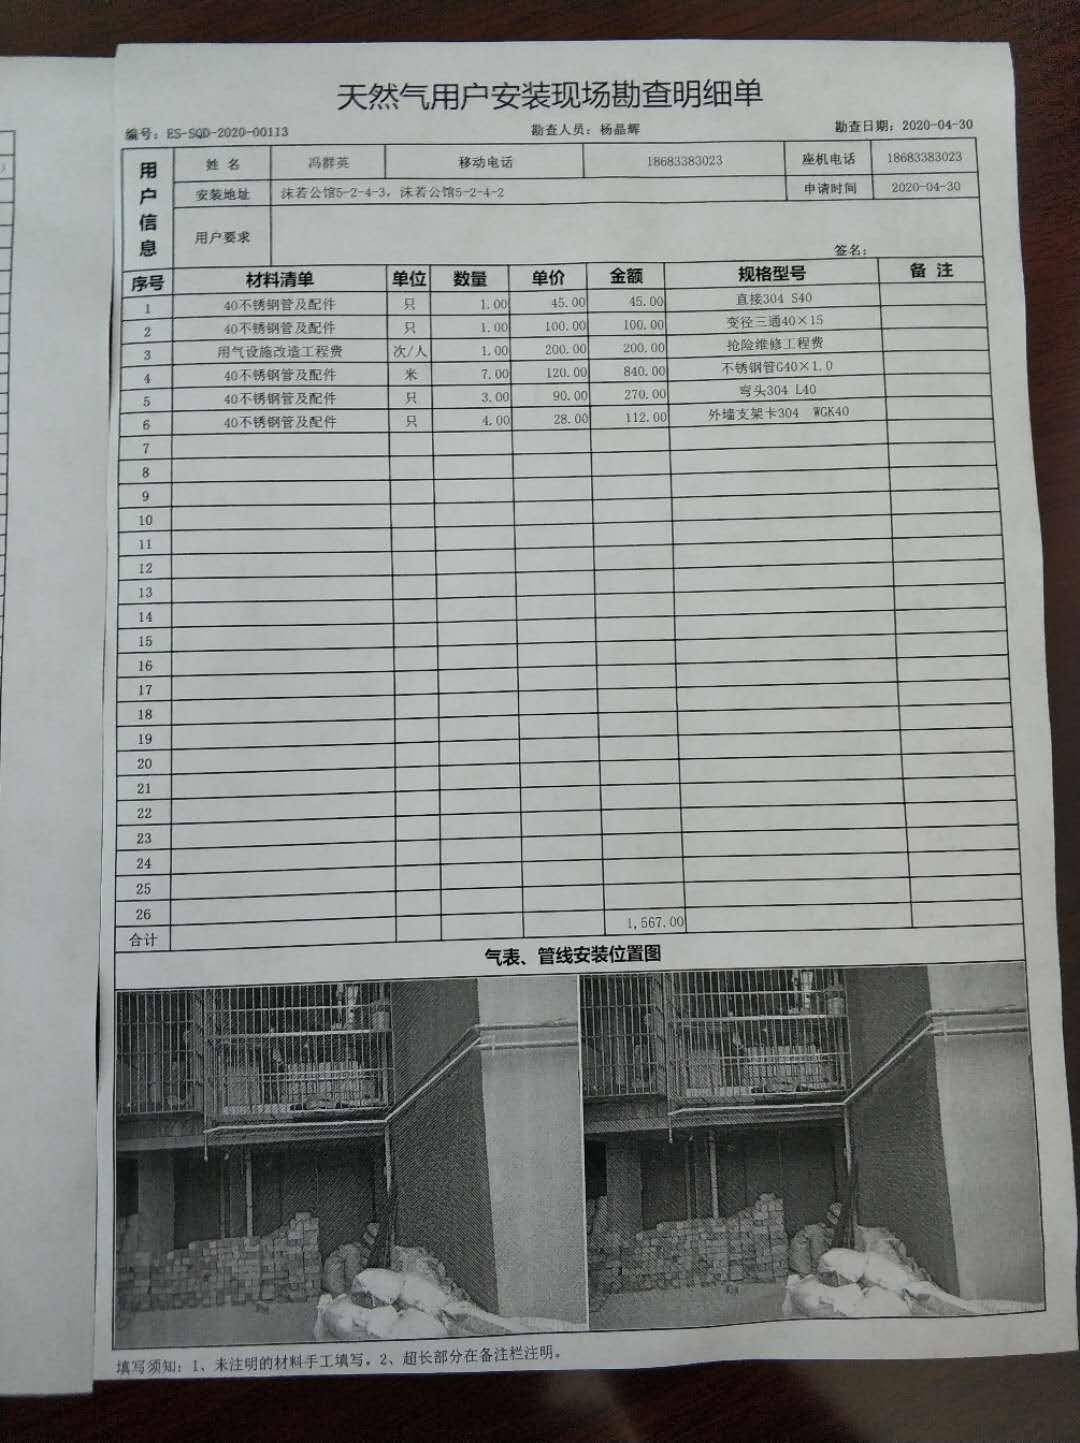 天然气用户安装现场勘查明细单
编号：ES-SQD-2020-00113 勘查人员：杨晶辉 勘查日期：2020-04-30
用户信息
姓 名 冯群英 移动电话 18683383023 座机电话 18683383023
安装地址 沫若公馆5-2-4-3，沫若公馆5-2-4-2 申请时间 2020-04-30
用户要求 签名：
序号 材料清单 单位 数量 单价 金额 规格型号 备 注
1 40不锈钢管及配件 只 1.00 45.00 45.00 直接304 S40
2 40不锈钢管及配件 只 1.00 100.00 100.00 变径三通40×15
3 用气设施改造工程费 次/人 1.00 200.00 200.00 抢险维修工程费
4 40不锈钢管及配件 米 7.00 120.00 840.00 不锈钢管G40×1.0
5 40不锈钢管及配件 只 3.00 90.00 270.00 弯头304 L40
6 40不锈钢管及配件 只 4.00 28.00 112.00 外墙支架卡304 WGK40
7
8
9
10
11
12
13
14
15
16
17
18
19
20
21
22
23
24
25
26
合计 1,567.00
气表、管线安装位置图
填写须知：1、未注明的材料手工填写。2、超长部分在备注栏注明。